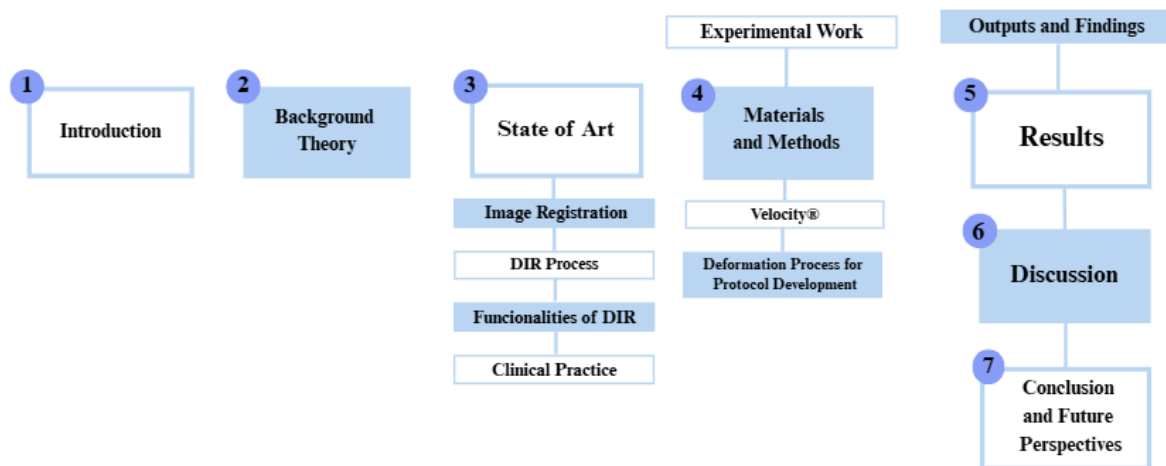 1
Introduction
2
Background
Theory
3
State of Art
Image Registration
DIR Process
Funcionalities of DIR
Clinical Practice
Experimental Work
4
Materials
and Methods
Velocity®
Deformation Process for
Protocol Development
Outputs and Findings
5
Results
6
Discussion
7
Conclusion
and Future
Perspectives